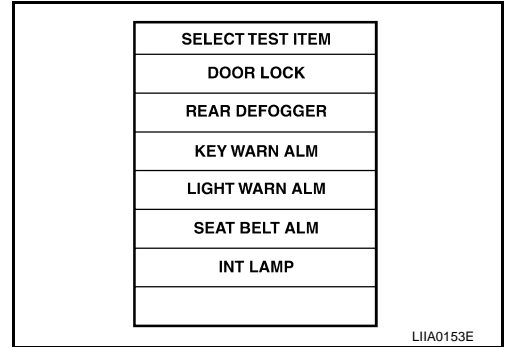 SELECT TEST ITEM
DOOR LOCK
REAR DEFOGGER
KEY WARN ALM
LIGHT WARN ALM
SEAT BELT ALM
INT LAMP
LIIA0153E